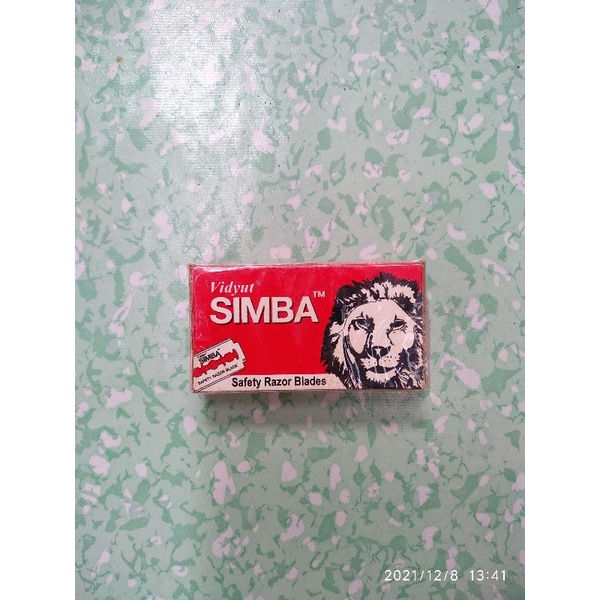 Vidyut®
SIMBA™
SIMBA
SAFETY RAZOR BLADE
Safety Razor Blades
2021/12/8 13:41